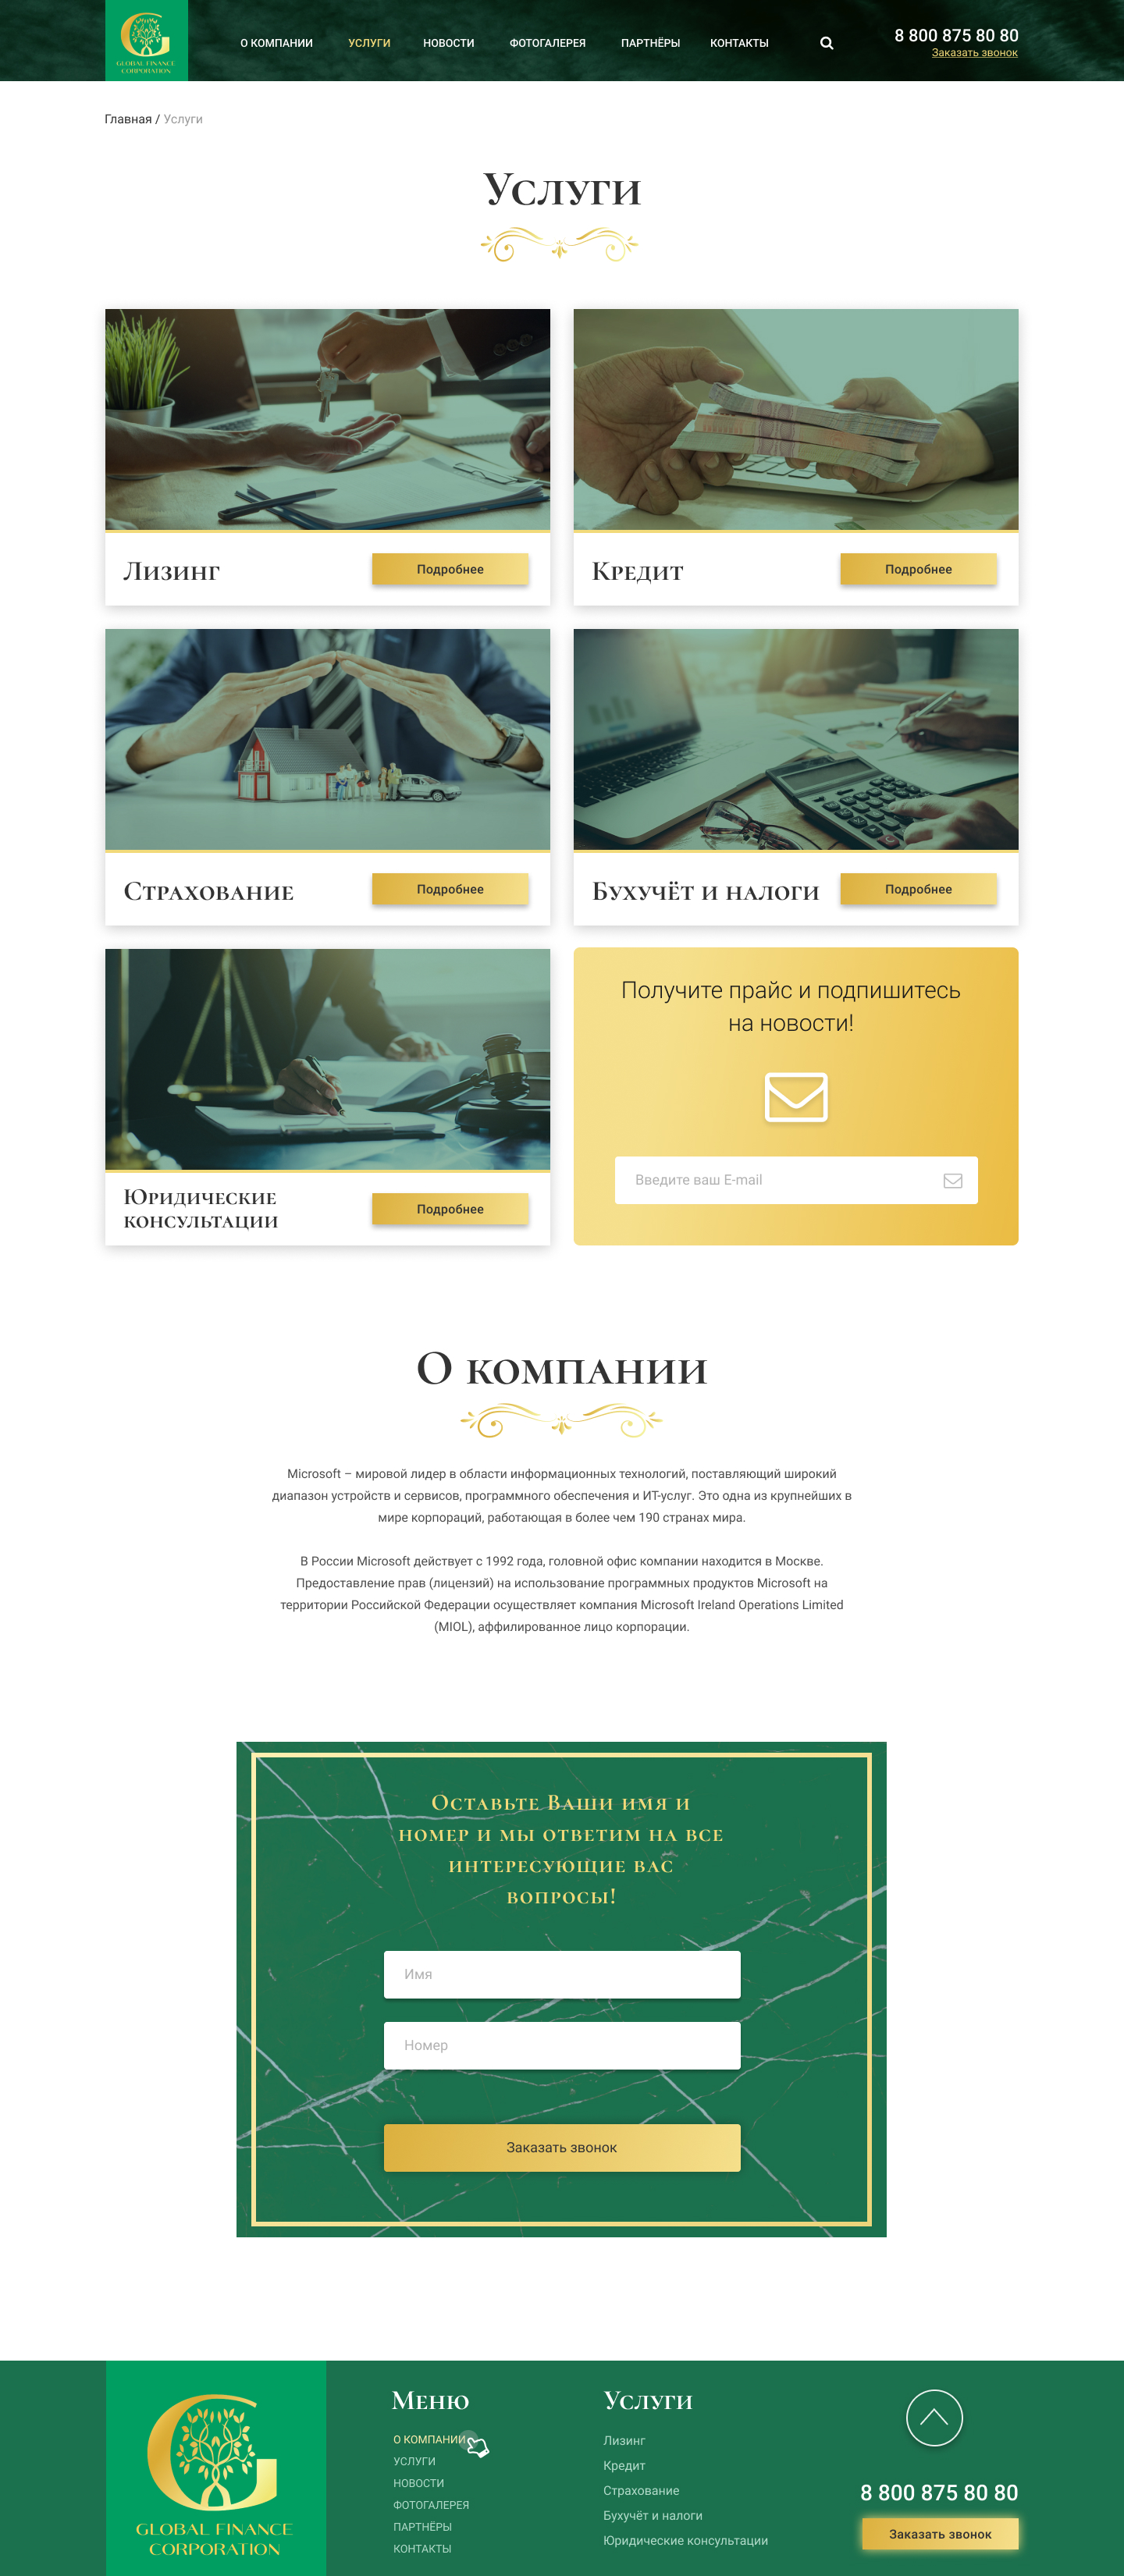 GLOBAL FINANCE
CORPORATION
О КОМПАНИИ
УСЛУГИ
НОВОСТИ
ФОТОГАЛЕРЕЯ
ПАРТНЁРЫ
КОНТАКТЫ
8 800 875 80 80
Заказать звонок
Главная / Услуги
Услуги
Лизинг
Подробнее
Кредит
Подробнее
Страхование
Подробнее
Бухучёт и налоги
Подробнее
Юридические
консультации
Подробнее
Получите прайс и подпишитесь
на новости!
Введите ваш E-mail
О компании
Microsoft – мировой лидер в области информационных технологий, поставляющий широкий
диапазон устройств и сервисов, программного обеспечения и ИТ-услуг. Это одна из крупнейших в
мире корпораций, работающая в более чем 190 странах мира.
В России Microsoft действует с 1992 года, головной офис компании находится в Москве.
Предоставление прав (лицензий) на использование программных продуктов Microsoft на
территории Российской Федерации осуществляет компания Microsoft Ireland Operations Limited
(MIOL), аффилированное лицо корпорации.
Оставьте Ваши имя и
номер и мы ответим на все
интересующие вас
вопросы!
Имя
Номер
Заказать звонок
GLOBAL FINANCE
CORPORATION
Меню
О КОМПАНИИ
УСЛУГИ
НОВОСТИ
ФОТОГАЛЕРЕЯ
ПАРТНЁРЫ
КОНТАКТЫ
Услуги
Лизинг
Кредит
Страхование
Бухучёт и налоги
Юридические консультации
8 800 875 80 80
Заказать звонок